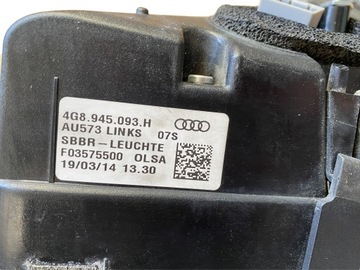 4G8.945.093.H
AU573 LINKS 07S
SBBR-LEUCHTE
F03575500 OLSA
19/03/14 13.30